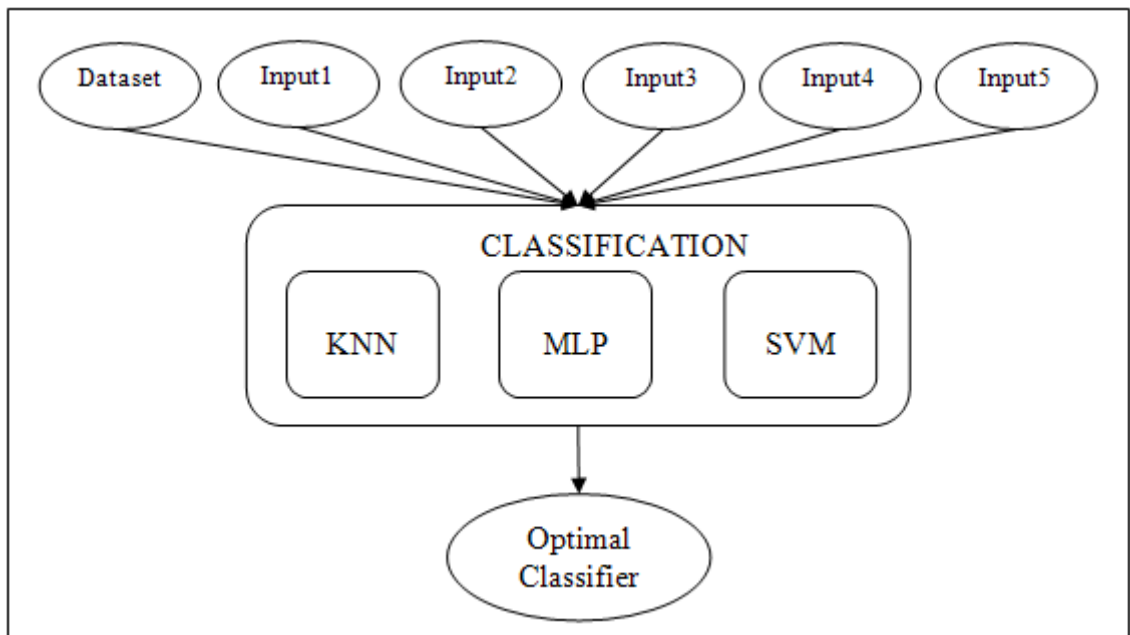 Dataset
Input1
Input2
Input3
Input4
Input5
CLASSIFICATION
KNN
MLP
SVM
Optimal
Classifier